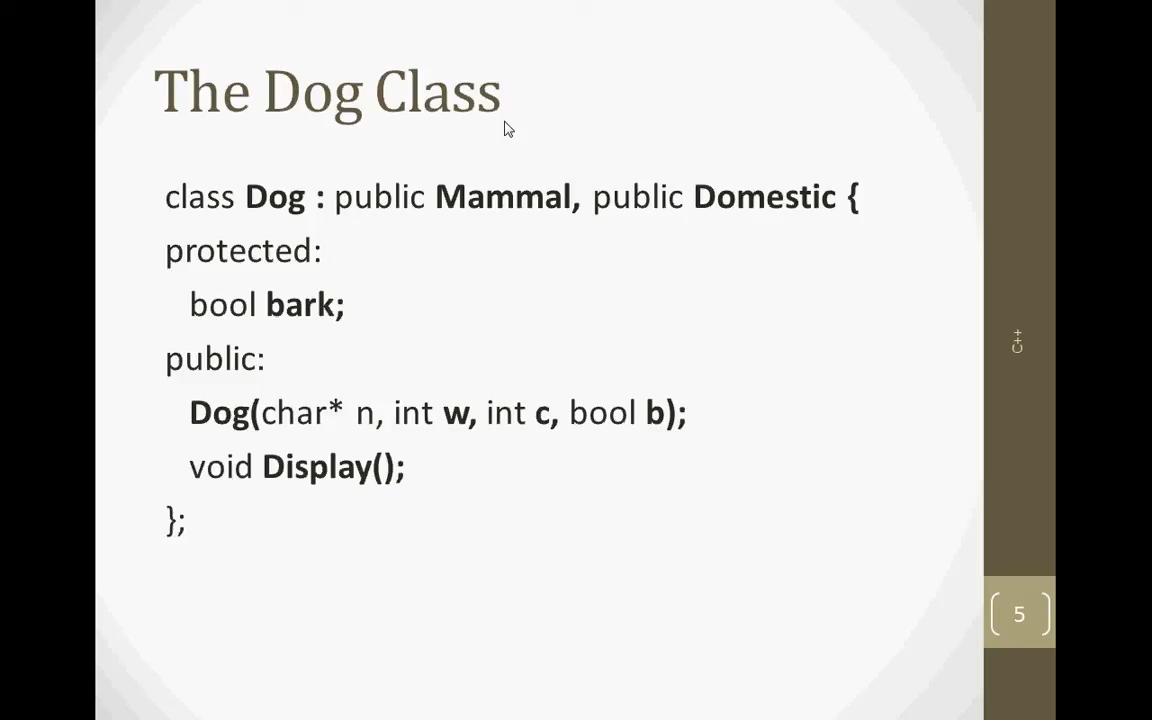 The Dog Class
class Dog : public Mammal, public Domestic {
protected:
bool bark;
public:
Dog(char* n, int w, int c, bool b);
void Display();
};
C++
5